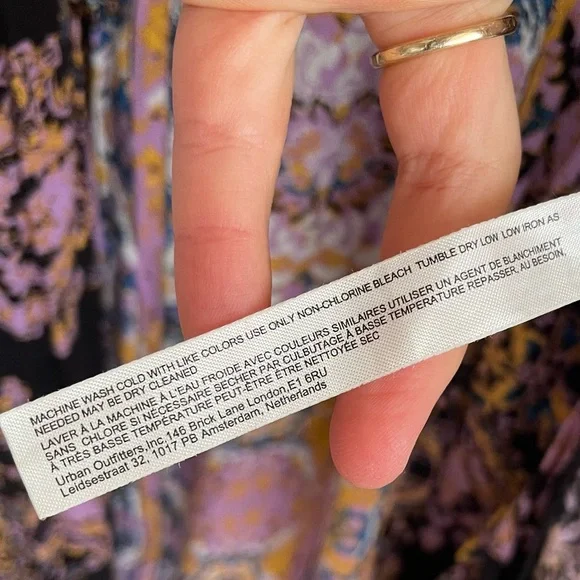 MACHINE WASH COLD WITH LIKE COLORS USE ONLY NON-CHLORINE BLEACH TUMBLE DRY LOW LOW IRON AS
NEEDED MAY BE DRY CLEANED
LAVER À LA MACHINE À L'EAU FROIDE AVEC COULEURS SIMILAIRES UTILISER UN AGENT DE BLANCHIMENT
SANS CHLORE SI NÉCESSAIRE SECHER PAR CULBUTAGE À BASSE TEMPERATURE REPASSER, AU BESOIN,
À TRÈS BASSE TEMPÉRATURE PEUT-ÊTRE ÊTRE NETTOYÉE SEC
Urban Outfitters,Inc 145 Brick Lane London,E1 6RU
Leidsestraat 32, 1017 PB Amsterdam, Netherlands